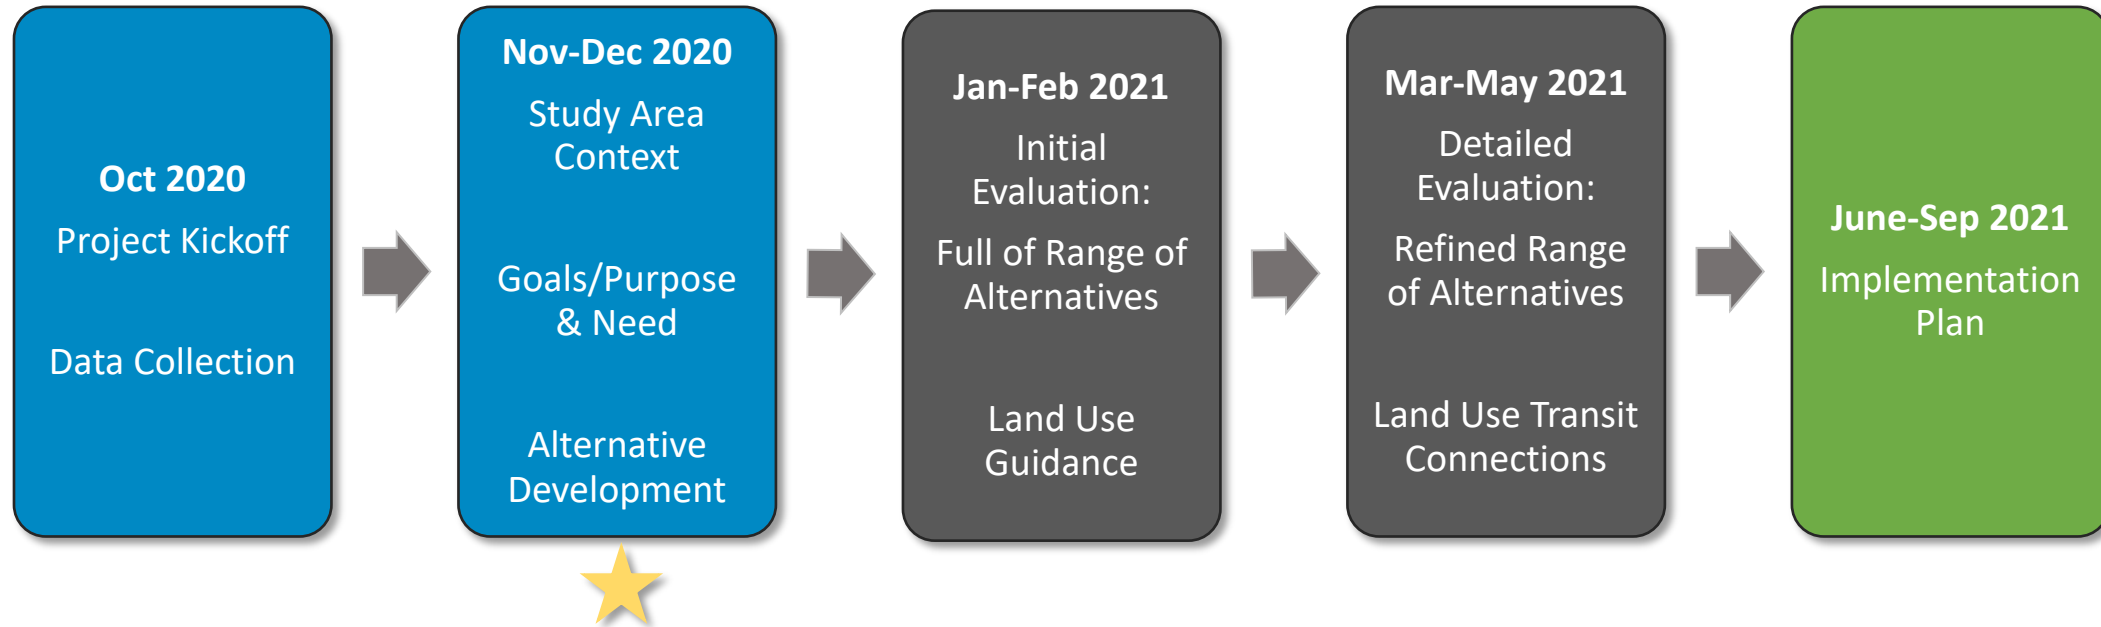 Oct 2020
Project Kickoff
Data Collection
Nov-Dec 2020
Study Area
Context
Goals/Purpose
& Need
Alternative
Development
Jan-Feb 2021
Initial
Evaluation:
Full of Range of
Alternatives
Land Use
Guidance
Mar-May 2021
Detailed
Evaluation:
Refined Range
of Alternatives
Land Use Transit
Connections
June-Sep 2021
Implementation
Plan